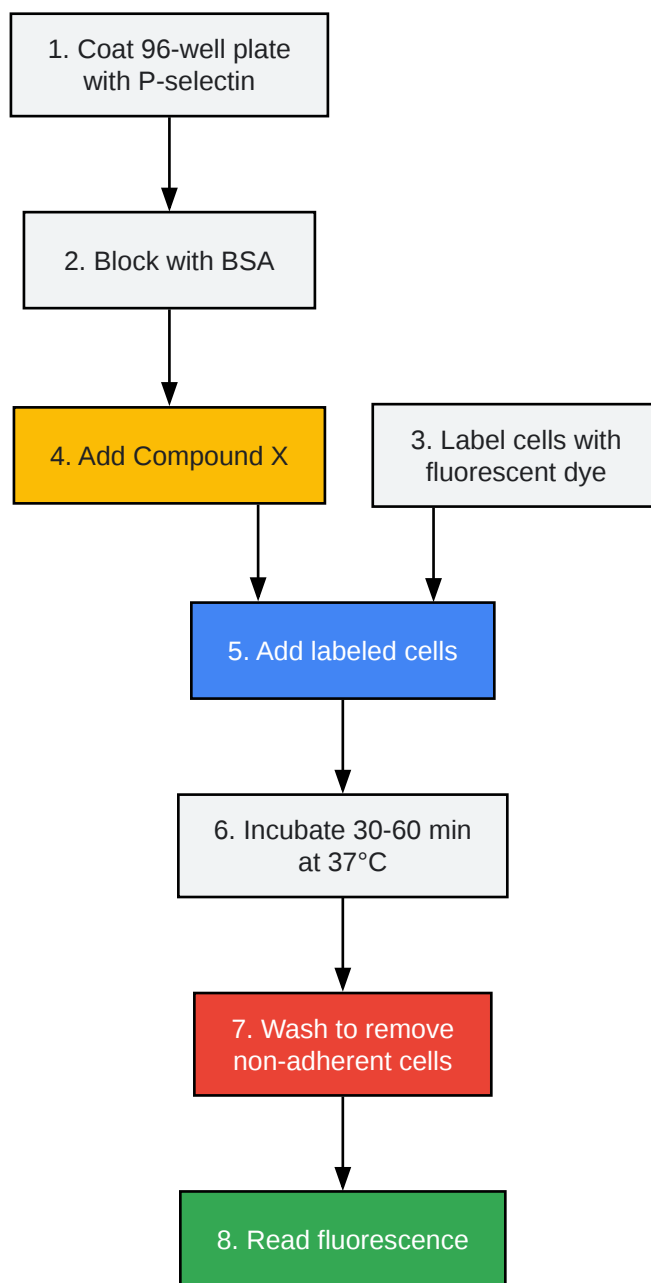 1. Coat 96-well plate
with P-selectin
2. Block with BSA
4. Add Compound X
3. Label cells with
fluorescent dye
5. Add labeled cells
6. Incubate 30-60 min
at 37°C
7. Wash to remove
non-adherent cells
8. Read fluorescence